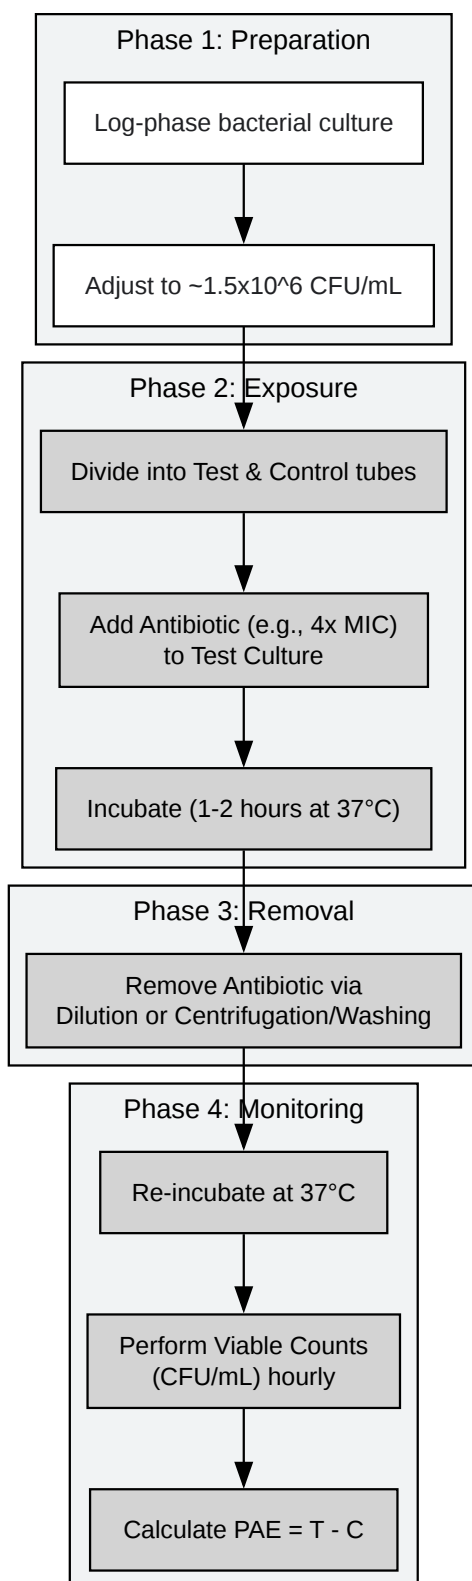 Phase 1: Preparation
Log-phase bacterial culture
Adjust to ~1.5x10^6 CFU/mL
Phase 2: Exposure
Divide into Test & Control tubes
Add Antibiotic (e.g., 4x MIC)
to Test Culture
Incubate (1-2 hours at 37°C)
Phase 3: Removal
Remove Antibiotic via
Dilution or Centrifugation/Washing
Phase 4: Monitoring
Re-incubate at 37°C
Perform Viable Counts
(CFU/mL) hourly
Calculate PAE = T - C